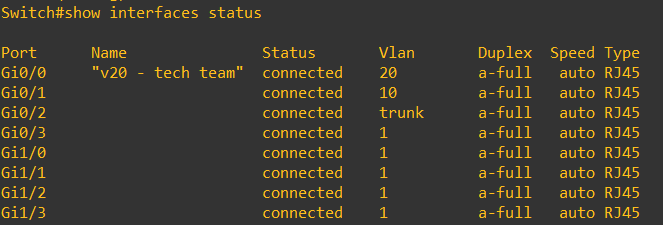 Switch#show interfaces status
Port Name Status Vlan Duplex Speed Type
Gi0/0 "v20 - tech team" connected 20 a-full auto RJ45
Gi0/1 connected 10 a-full auto RJ45
Gi0/2 connected trunk a-full auto RJ45
Gi0/3 connected 1 a-full auto RJ45
Gi1/0 connected 1 a-full auto RJ45
Gi1/1 connected 1 a-full auto RJ45
Gi1/2 connected 1 a-full auto RJ45
Gi1/3 connected 1 a-full auto RJ45